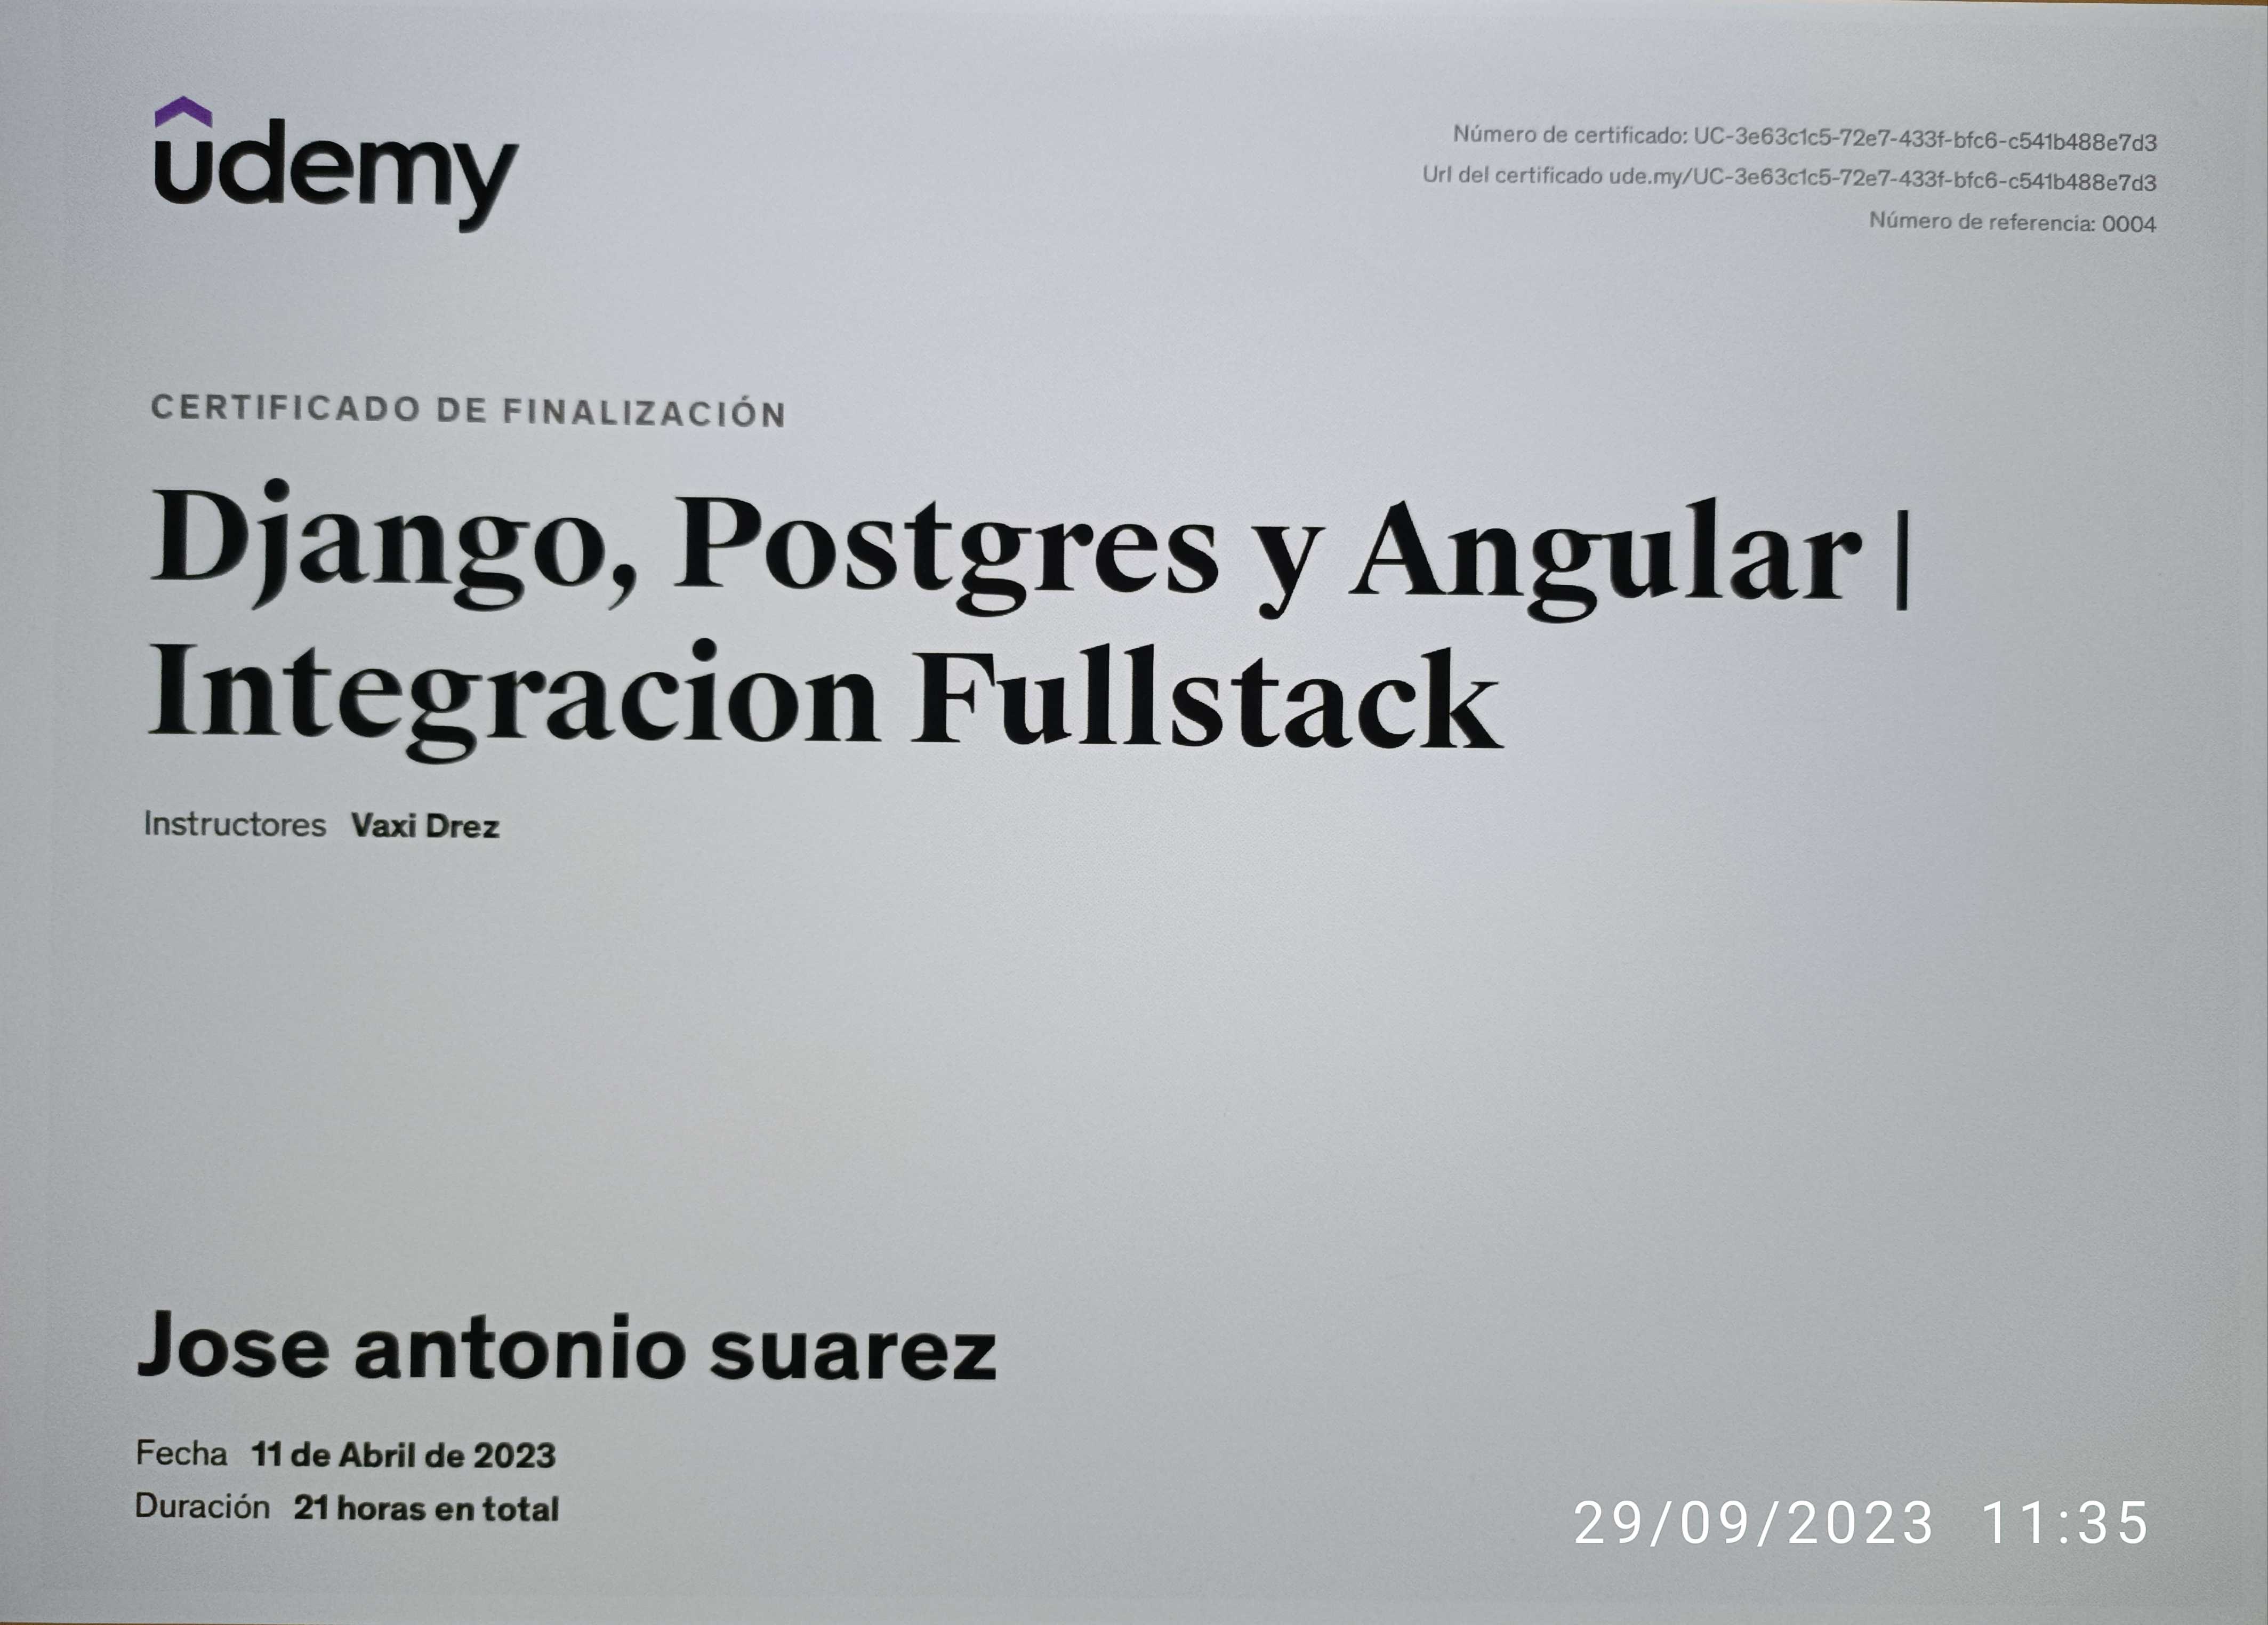 udemy
Número de certificado: UC-3e63c1c5-72e7-433f-bfc6-c541b488e7d3
Url del certificado ude.my/UC-3e63c1c5-72e7-433f-bfc6-c541b488e7d3
Número de referencia: 0004
CERTIFICADO DE FINALIZACIÓN
Django, Postgres y Angular |
Integracion Fullstack
Instructores Vaxi Drez
Jose antonio suarez
Fecha 11 de Abril de 2023
Duración 21 horas en total
29/09/2023 11:35